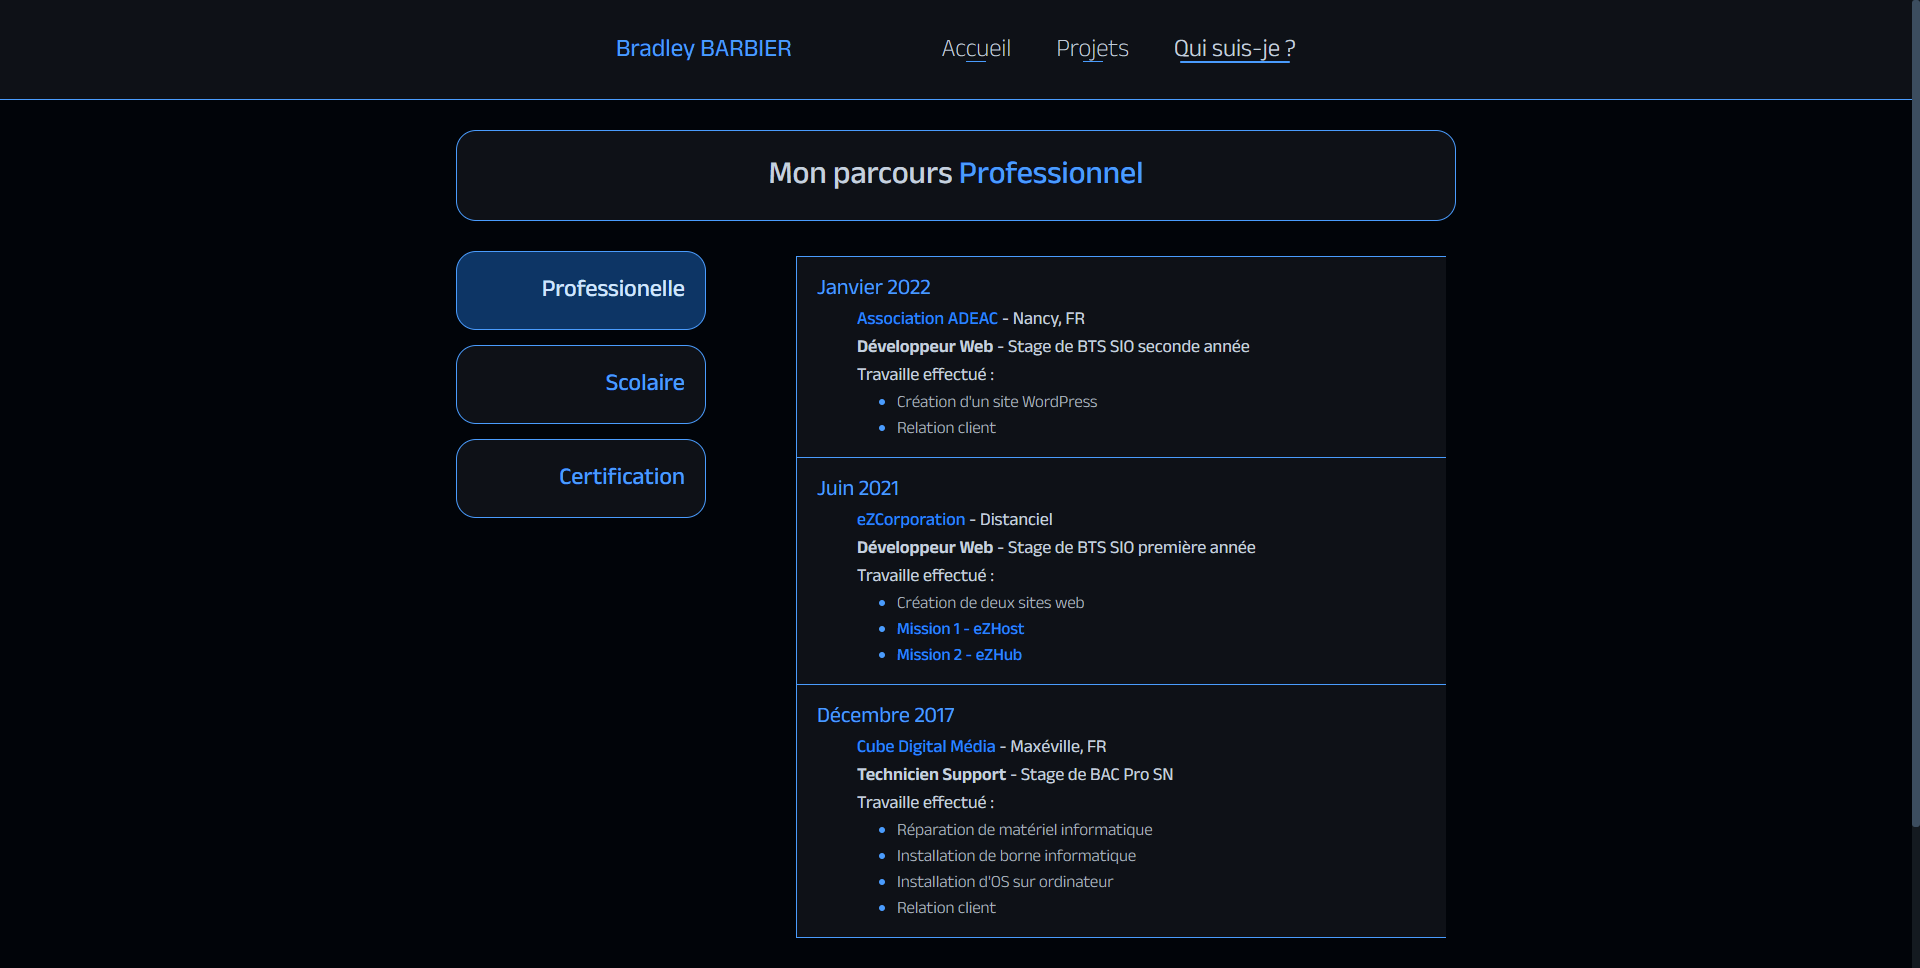 Bradley BARBIER
Accueil
Projets
Qui suis-je ?
Mon parcours Professionnel
Professionelle
Scolaire
Certification
Janvier 2022
Association ADEAC - Nancy, FR
Développeur Web - Stage de BTS SIO seconde année
Travaille effectué :
Création d'un site WordPress
Relation client
Juin 2021
eZCorporation - Distanciel
Développeur Web - Stage de BTS SIO première année
Travaille effectué :
Création de deux sites web
Mission 1 - eZHost
Mission 2 - eZHub
Décembre 2017
Cube Digital Média - Maxéville, FR
Technicien Support - Stage de BAC Pro SN
Travaille effectué :
Réparation de matériel informatique
Installation de borne informatique
Installation d'OS sur ordinateur
Relation client